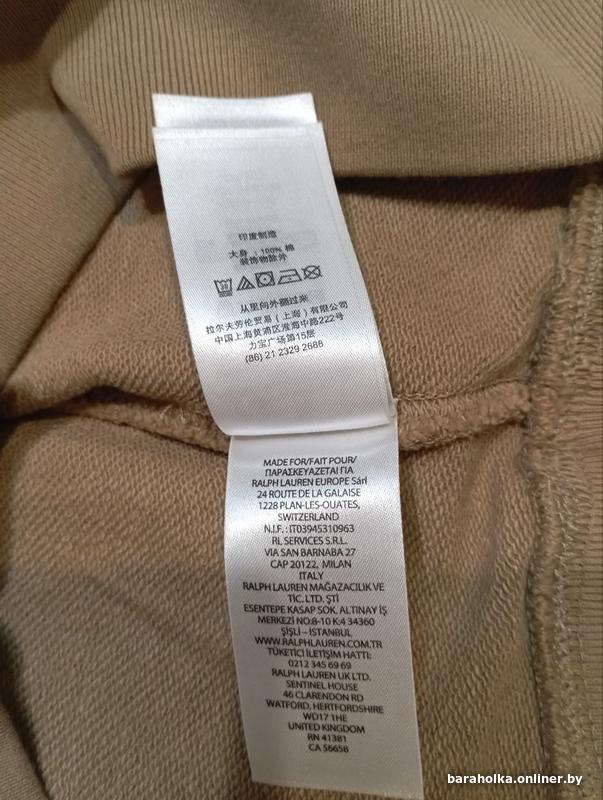 印度制造
大身 : 100% 棉
装饰物除外
30
从里向外翻过来
拉尔夫劳伦贸易（上海）有限公司
中国上海黄浦区淮海中路222号
力宝广场第15层
(86) 21 2329 2688
MADE FOR/FAIT POUR/
ΠΑΡΑΣΚΕΥΑΖΕΤΑΙ ΓΙΑ
RALPH LAUREN EUROPE Sárl
24 ROUTE DE LA GALAISE
1228 PLAN-LES-OUATES,
SWITZERLAND
N.I.F. : IT03945310963
RL SERVICES S.R.L.
VIA SAN BARNABA 27
CAP 20122, MILAN
ITALY
RALPH LAUREN MAĞAZACILIK VE
TİC. LTD. ŞTİ
ESENTEPE KASAP SOK. ALTINAY İŞ
MERKEZİ NO:8-10 K:4 34360
ŞİŞLİ – İSTANBUL
WWW.RALPHLAUREN.COM.TR
TÜKETİCİ İLETİŞİM HATTI:
0212 345 69 69
RALPH LAUREN UK LTD.
SENTINEL HOUSE
46 CLARENDON RD
WATFORD, HERTFORDSHIRE
WD17 1HE
UNITED KINGDOM
RN 41381
CA 56658
baraholka.onliner.by